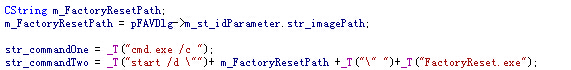 CString m_FactoryResetPath;
m_FactoryResetPath = pFAVDlg->m_st_idParameter.str_imagePath;
str_commandOne = _T("cmd.exe /c ");
str_commandTwo = _T("start /d \"")+ m_FactoryResetPath +_T("\" ")+_T("FactoryReset.exe");